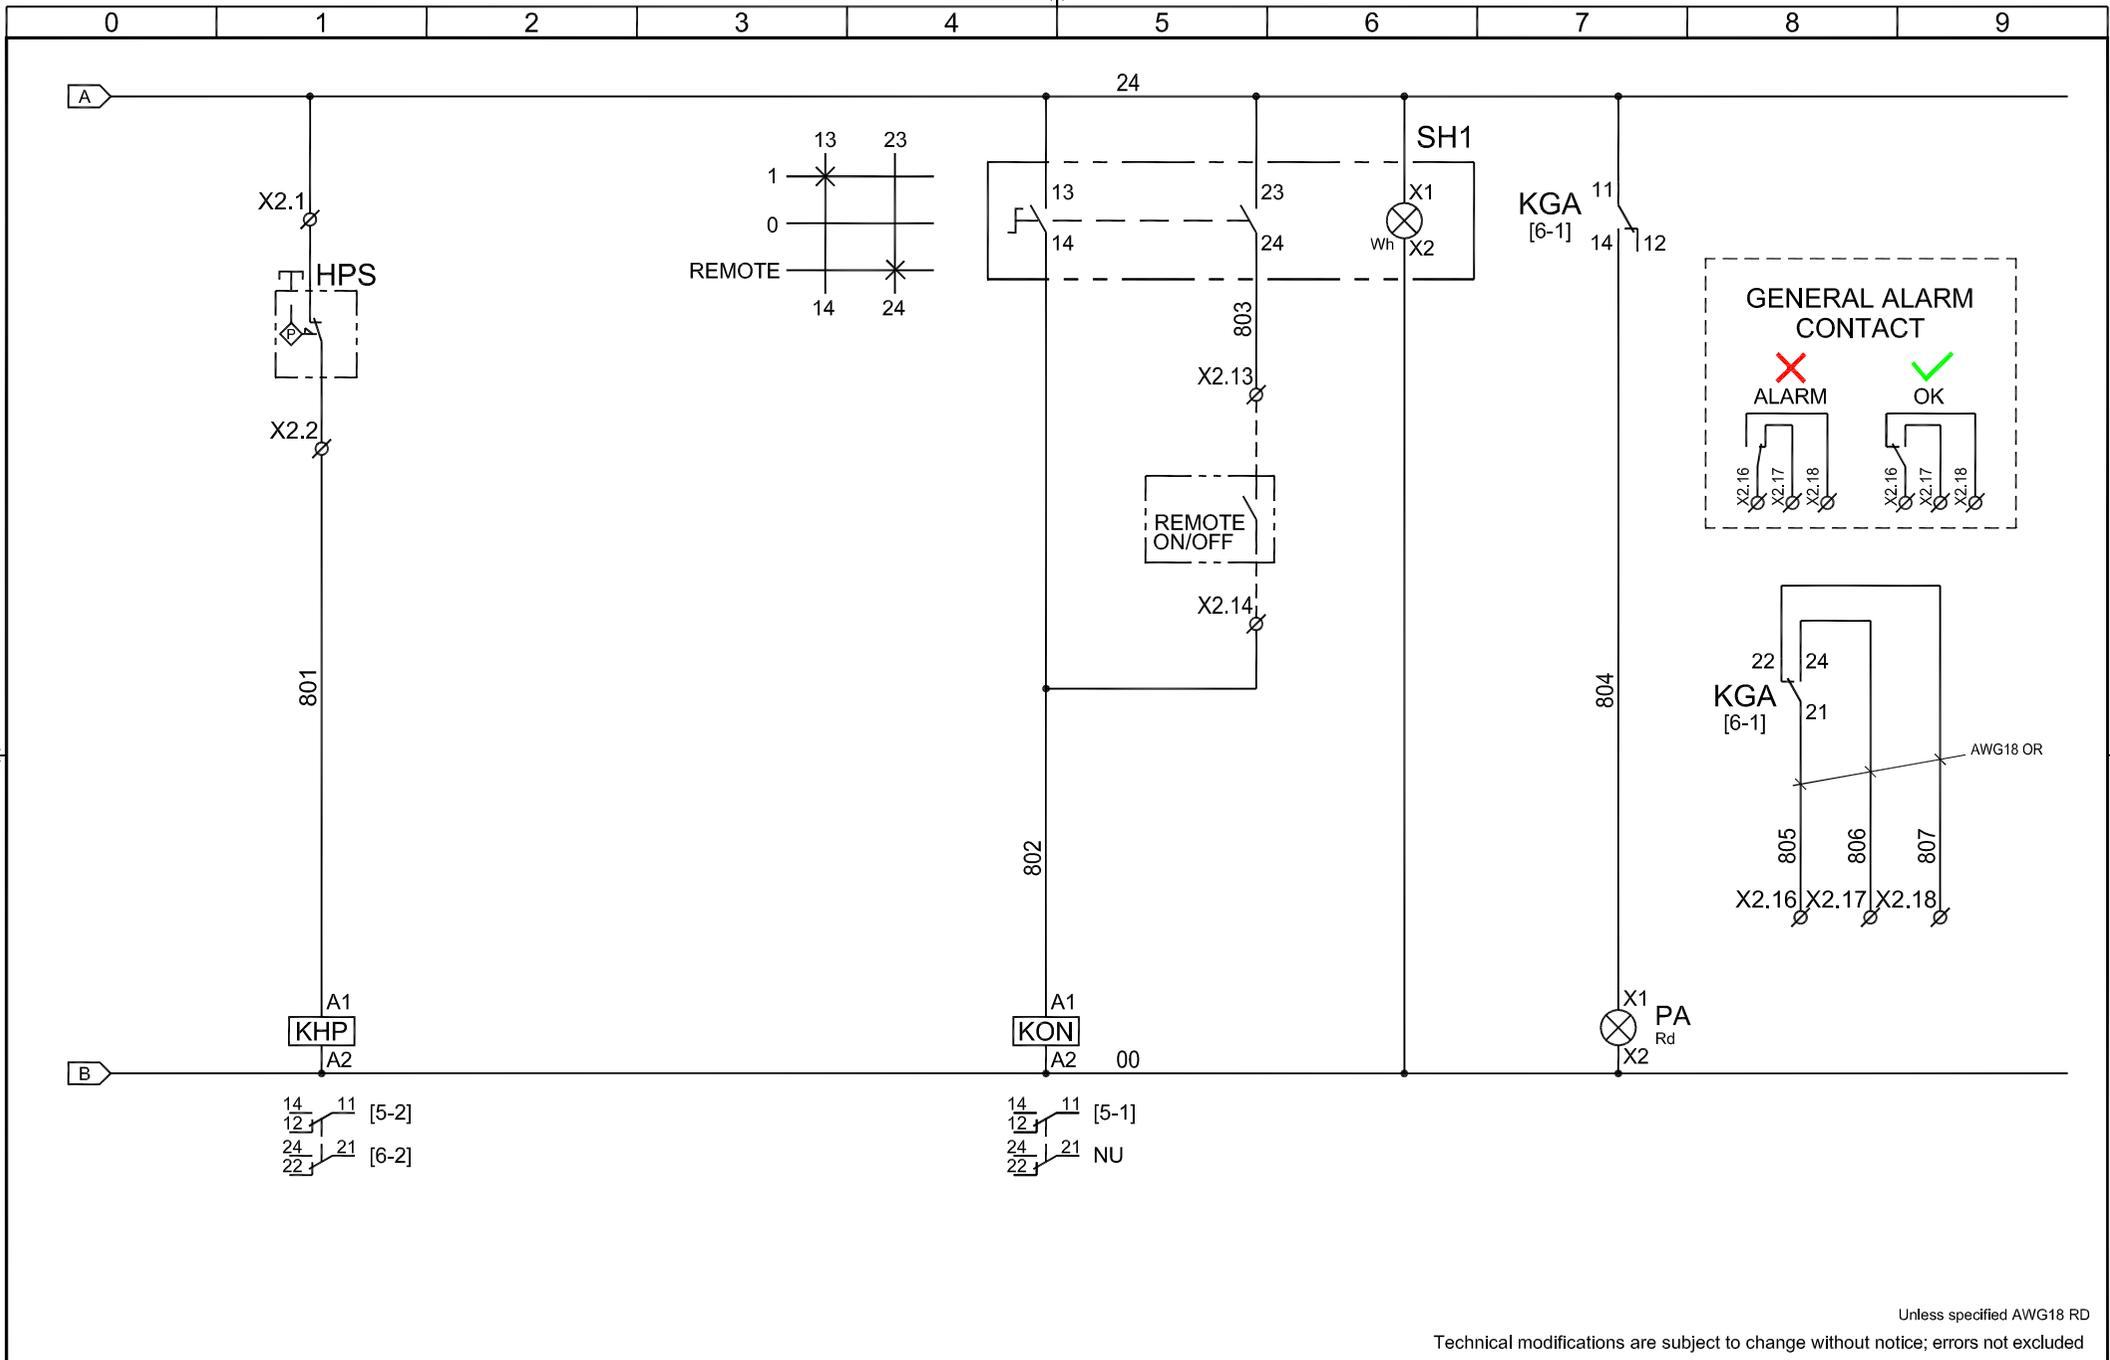 0 1 2 3 4 5 6 7 8 9
A
24
13 23
1
0
REMOTE
14 24
SH1
13
14
23
24
X1
Wh X2
X2.1
HPS
P
X2.2
801
KGA
[6-1]
11
14 12
803
X2.13
REMOTE
ON/OFF
X2.14
802
804
GENERAL ALARM
CONTACT
ALARM
OK
X2.16 X2.17 X2.18
X2.16 X2.17 X2.18
22 24
KGA
[6-1]
21
AWG18 OR
805 806 807
X2.16 X2.17 X2.18
A1
KHP
A2
A1
KON
A2
00
X1
PA
Rd
X2
B
14 11 [5-2]
12
24 21 [6-2]
22
14 11 [5-1]
12
24 21 NU
22
Unless specified AWG18 RD
Technical modifications are subject to change without notice; errors not excluded